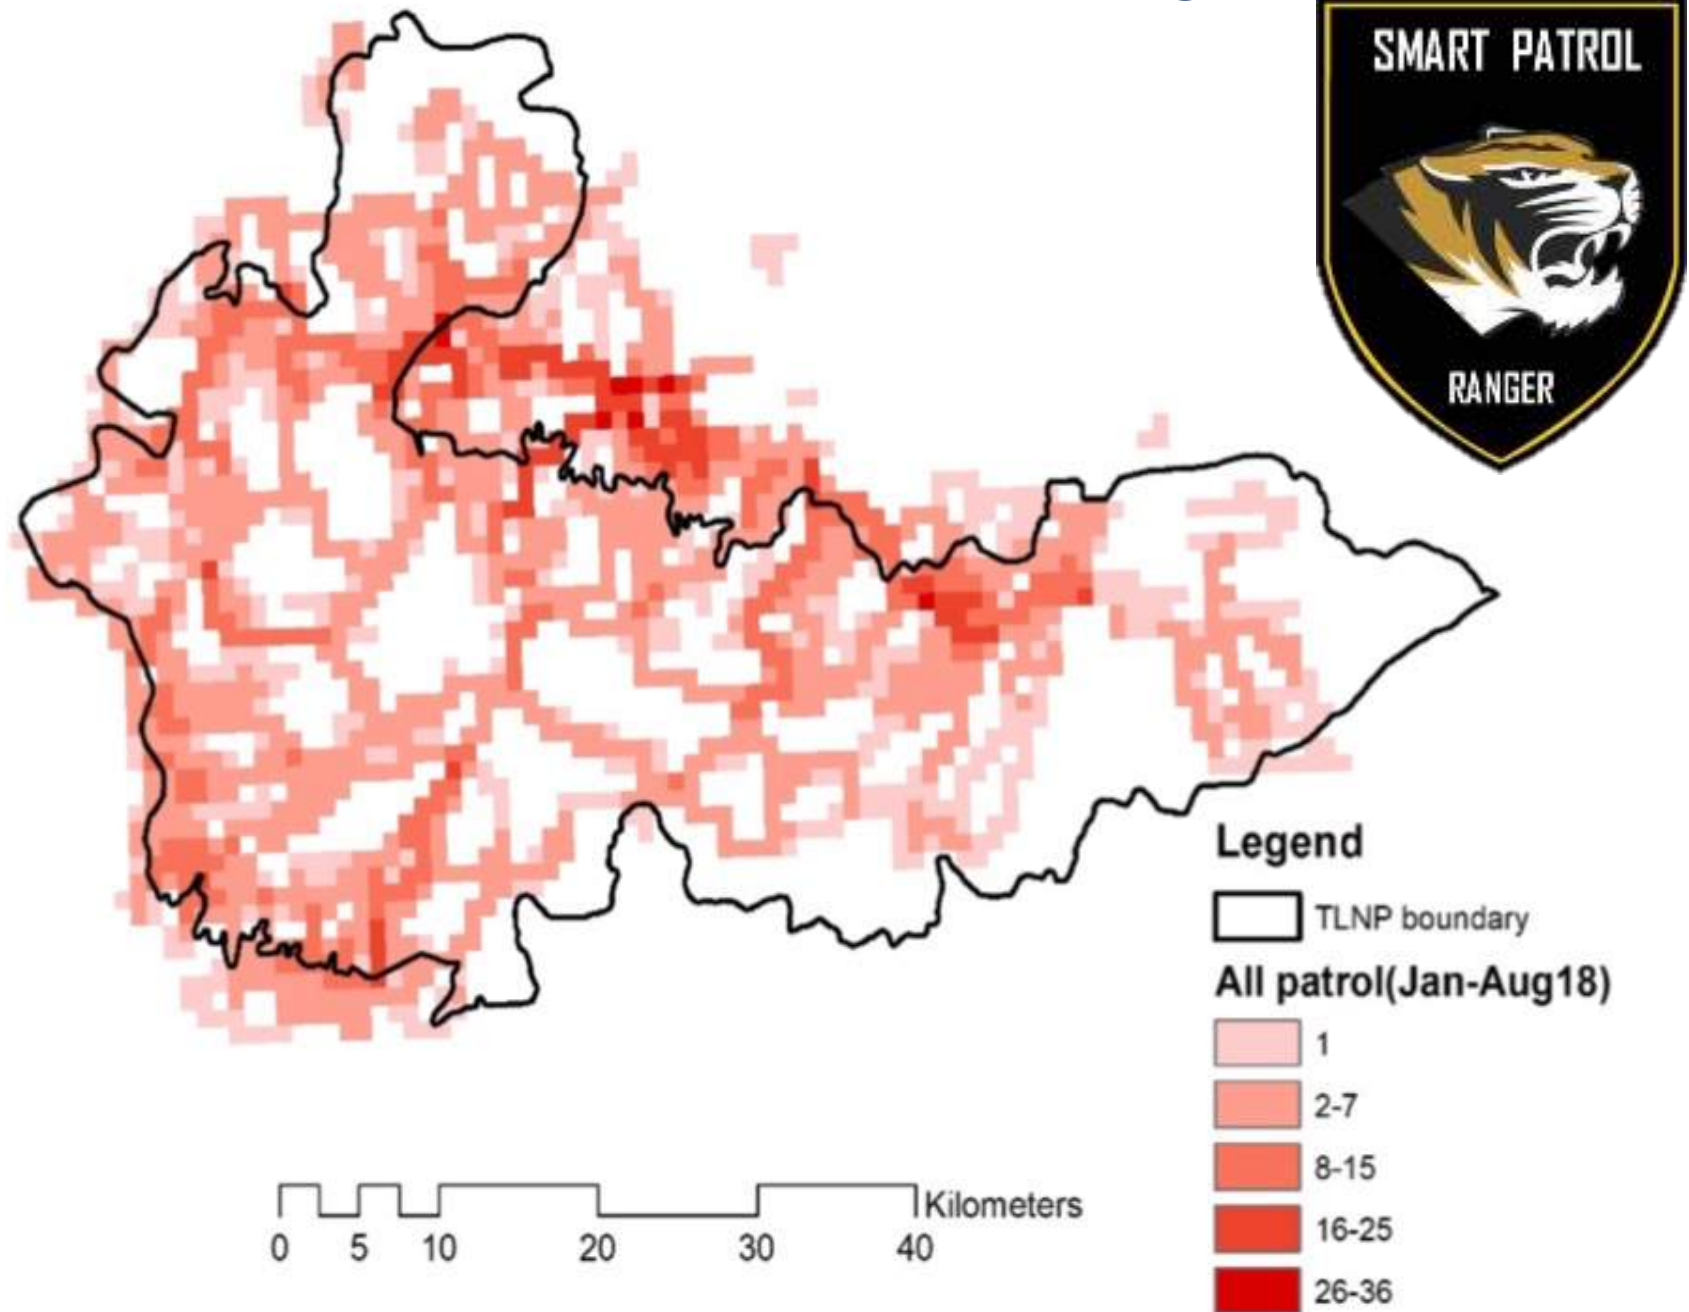 SMART PATROL
RANGER
Legend
TLNP boundary
All patrol(Jan-Aug18)
1
2-7
8-15
16-25
26-36
Kilometers
0 5 10 20 30 40